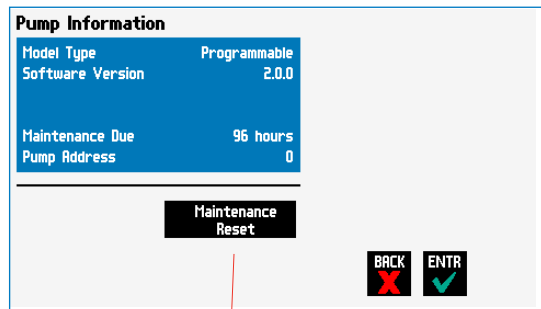 Pump Information
Model Type Programmable
Software Version 2.0.0
Maintenance Due 96 hours
Pump Address 0
Maintenance
Reset
BACK ENTR